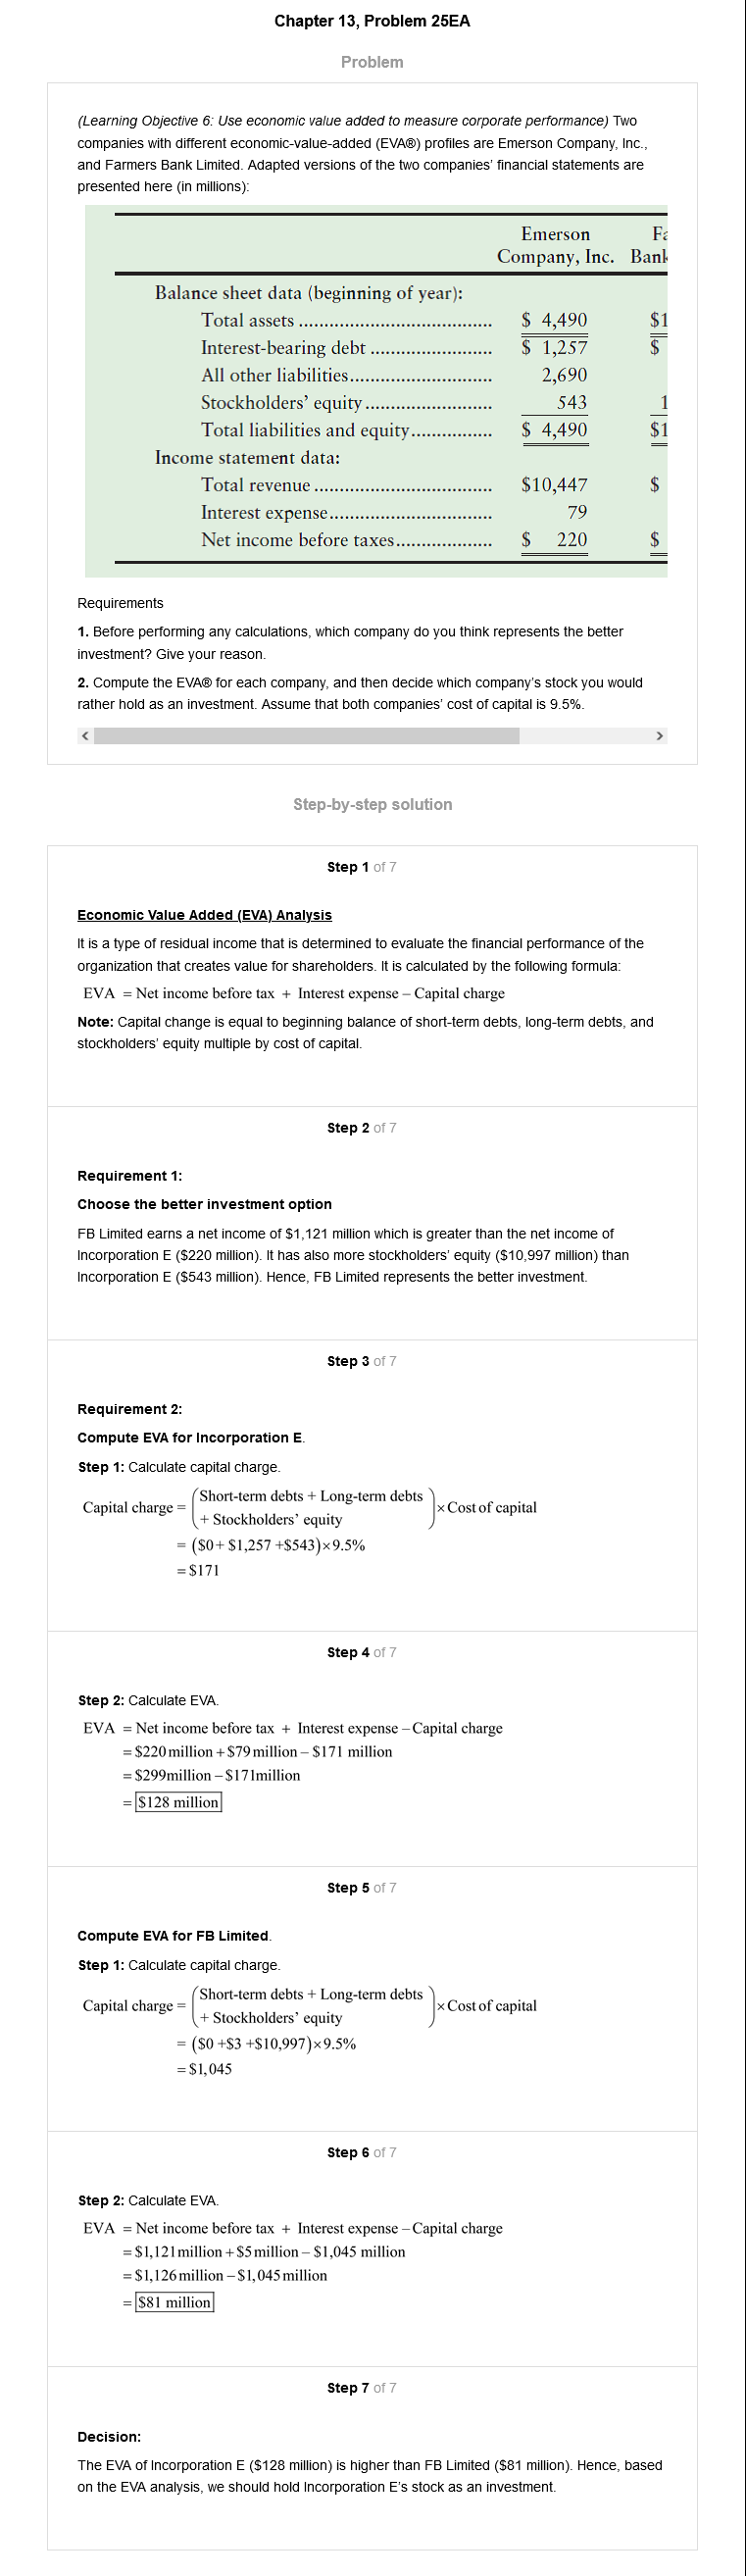 Chapter 13, Problem 25EA
Problem
(Learning Objective 6: Use economic value added to measure corporate performance) Two
companies with different economic-value-added (EVA®) profiles are Emerson Company, Inc.,
and Farmers Bank Limited. Adapted versions of the two companies' financial statements are
presented here (in millions):
Emerson Fa
Company, Inc. Bank
Balance sheet data (beginning of year):
Total assets ...................................... $ 4,490 $1
Interest-bearing debt ........................ $ 1,257 $
All other liabilities............................ 2,690
Stockholders' equity......................... 543 1
Total liabilities and equity................ $ 4,490 $1
Income statement data:
Total revenue ................................... $10,447 $
Interest expense................................ 79
Net income before taxes................... $ 220 $
Requirements
1. Before performing any calculations, which company do you think represents the better
investment? Give your reason.
2. Compute the EVA® for each company, and then decide which company's stock you would
rather hold as an investment. Assume that both companies' cost of capital is 9.5%.
Step-by-step solution
Step 1 of 7
Economic Value Added (EVA) Analysis
It is a type of residual income that is determined to evaluate the financial performance of the
organization that creates value for shareholders. It is calculated by the following formula:
EVA = Net income before tax + Interest expense – Capital charge
Note: Capital change is equal to beginning balance of short-term debts, long-term debts, and
stockholders' equity multiple by cost of capital.
Step 2 of 7
Requirement 1:
Choose the better investment option
FB Limited earns a net income of $1,121 million which is greater than the net income of
Incorporation E ($220 million). It has also more stockholders' equity ($10,997 million) than
Incorporation E ($543 million). Hence, FB Limited represents the better investment.
Step 3 of 7
Requirement 2:
Compute EVA for Incorporation E.
Step 1: Calculate capital charge.
Capital charge = (Short-term debts + Long-term debts
+ Stockholders' equity) × Cost of capital
= ($0+ $1,257 +$543)×9.5%
= $171
Step 4 of 7
Step 2: Calculate EVA.
EVA = Net income before tax + Interest expense – Capital charge
= $220 million + $79 million – $171 million
= $299million – $171million
= $128 million
Step 5 of 7
Compute EVA for FB Limited.
Step 1: Calculate capital charge.
Capital charge = (Short-term debts + Long-term debts
+ Stockholders' equity) × Cost of capital
= ($0 +$3 +$10,997)×9.5%
= $1,045
Step 6 of 7
Step 2: Calculate EVA.
EVA = Net income before tax + Interest expense – Capital charge
= $1,121million + $5 million – $1,045 million
= $1,126 million – $1,045 million
= $81 million
Step 7 of 7
Decision:
The EVA of Incorporation E ($128 million) is higher than FB Limited ($81 million). Hence, based
on the EVA analysis, we should hold Incorporation E's stock as an investment.